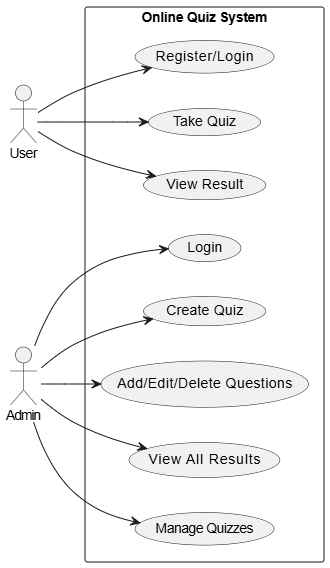 Online Quiz System
Register/Login
User
Take Quiz
View Result
Login
Create Quiz
Admin
Add/Edit/Delete Questions
View All Results
Manage Quizzes